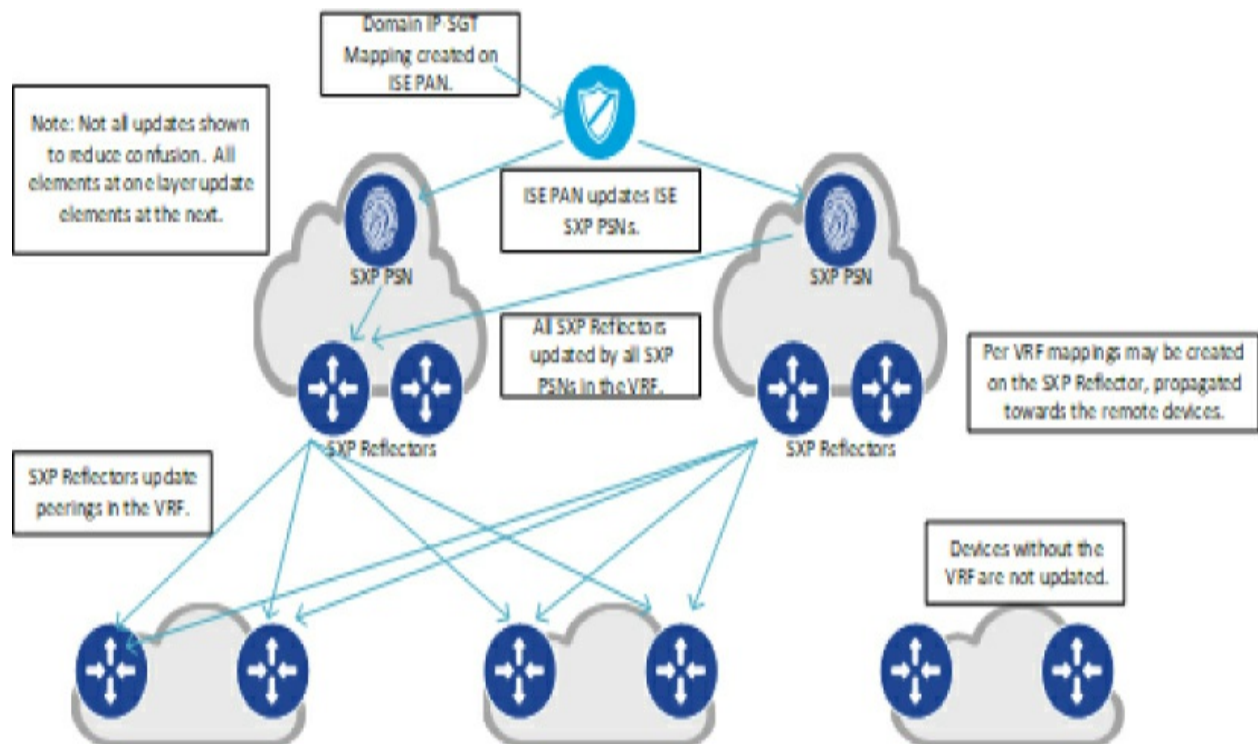 Domain IP-SGT
Mapping created on
ISE PAN.
Note: Not all updates shown
to reduce confusion. All
elements at one layer update
elements at the next.
ISE PAN updates ISE
SXP PSNs.
SXP PSN
SXP PSN
All SXP Reflectors
updated by all SXP
PSNs in the VRF.
Per VRF mappings may be created
on the SXP Reflector, propagated
towards the remote devices.
SXP Reflectors
SXP Reflectors
SXP Reflectors update
peerings in the VRF.
Devices without the
VRF are not updated.